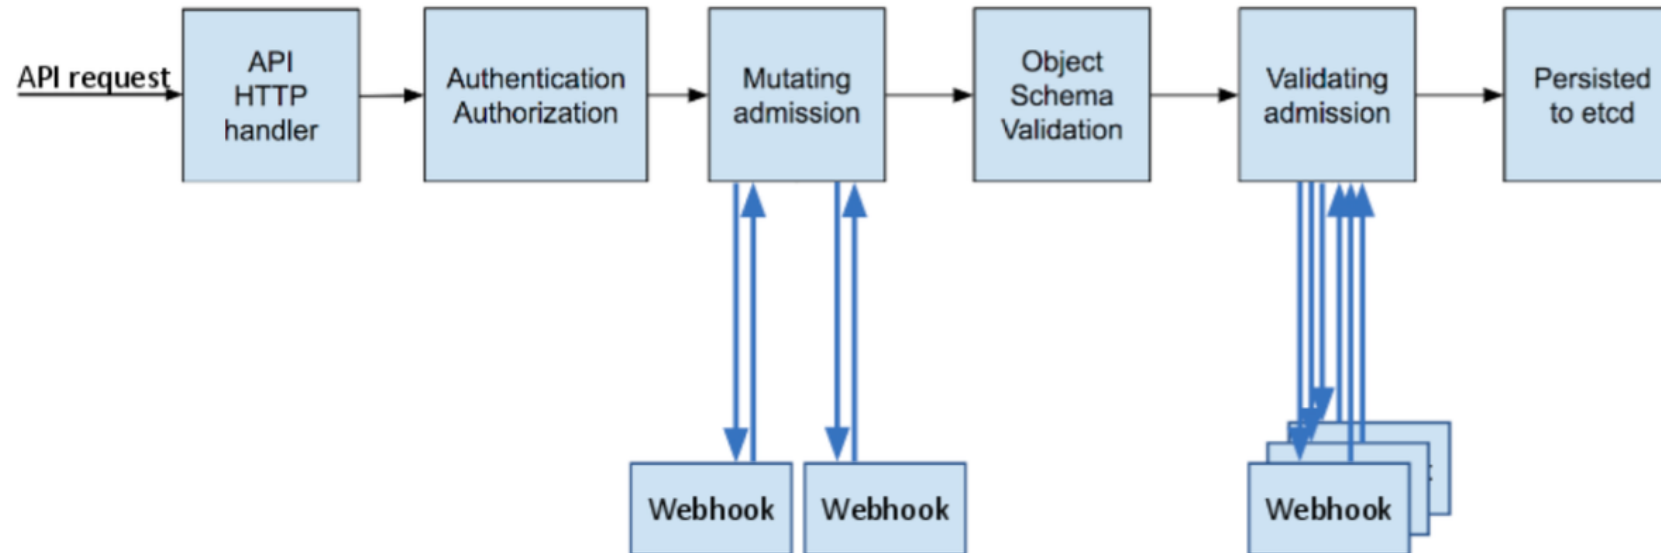 API request
API
HTTP
handler
Authentication
Authorization
Mutating
admission
Object
Schema
Validation
Validating
admission
Persisted
to etcd
Webhook
Webhook
Webhook